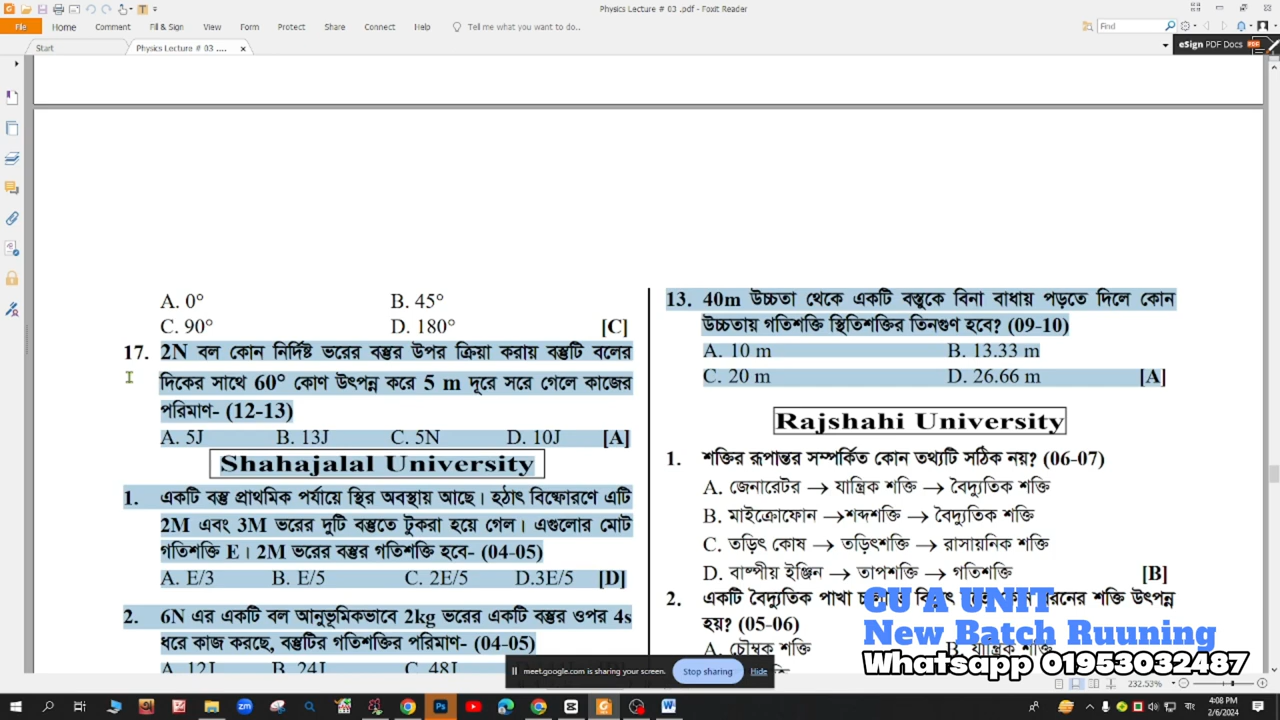 Physics Lecture # 03 .pdf - Foxit Reader
File Home Comment Fill & Sign View Form Protect Share Connect Help Tell me what you want to do.. Find
Start Physics Lecture # 03 .... eSign PDF Docs
A. 0° B. 45°
C. 90° D. 180° [C]
17. 2N বল কোন নির্দিষ্ট ভরের বস্তুর উপর ক্রিয়া করায় বস্তুটি বলের
দিকের সাথে 60° কোণ উৎপন্ন করে 5 m দূরে সরে গেলে কাজের
পরিমাণ- (12-13)
A. 5J B. 13J C. 5N D. 10J [A]
Shahajalal University
1. একটি বস্তু প্রাথমিক পর্যায়ে স্থির অবস্থায় আছে। হঠাৎ বিষ্ফোরণে এটি
2M এবং 3M ভরের দুটি বস্তুতে টুকরা হয়ে গেল। এগুলোর মোট
গতিশক্তি E। 2M ভরের বস্তুর গতিশক্তি হবে- (04-05)
A. E/3 B. E/5 C. 2E/5 D.3E/5 [D]
2. 6N এর একটি বল আনুভূমিকভাবে 2kg ভরের একটি বস্তুর ওপর 4s
ধরে কাজ করছে, বস্তুটির গতিশক্তির পরিমাণ- (04-05)
A. 12J B. 24J C. 48J
13. 40m উচ্চতা থেকে একটি বস্তুকে বিনা বাধায় পড়তে দিলে কোন
উচ্চতায় গতিশক্তি স্থিতিশক্তির তিনগুণ হবে? (09-10)
A. 10 m B. 13.33 m
C. 20 m D. 26.66 m [A]
Rajshahi University
1. শক্তির রূপান্তর সম্পর্কিত কোন তথ্যটি সঠিক নয়? (06-07)
A. জেনারেটর → যান্ত্রিক শক্তি → বৈদ্যুতিক শক্তি
B. মাইক্রোফোন →শব্দশক্তি → বৈদ্যুতিক শক্তি
C. তড়িৎ কোষ → তড়িৎশক্তি → রাসায়নিক শক্তি
D. বাষ্পীয় ইঞ্জিন → তাপশক্তি → গতিশক্তি [B]
2. একটি বৈদ্যুতিক পাখা শক্তি উৎপন্ন
হয়? (05-06)
A. চৌম্বক শক্তি B. যান্ত্রিক শক্তি
CU A UNIT
New Batch Ruuning
Whatsapp 01953032487
meet.google.com is sharing your screen. Stop sharing Hide
232.53%
4:08 PM
2/6/2024